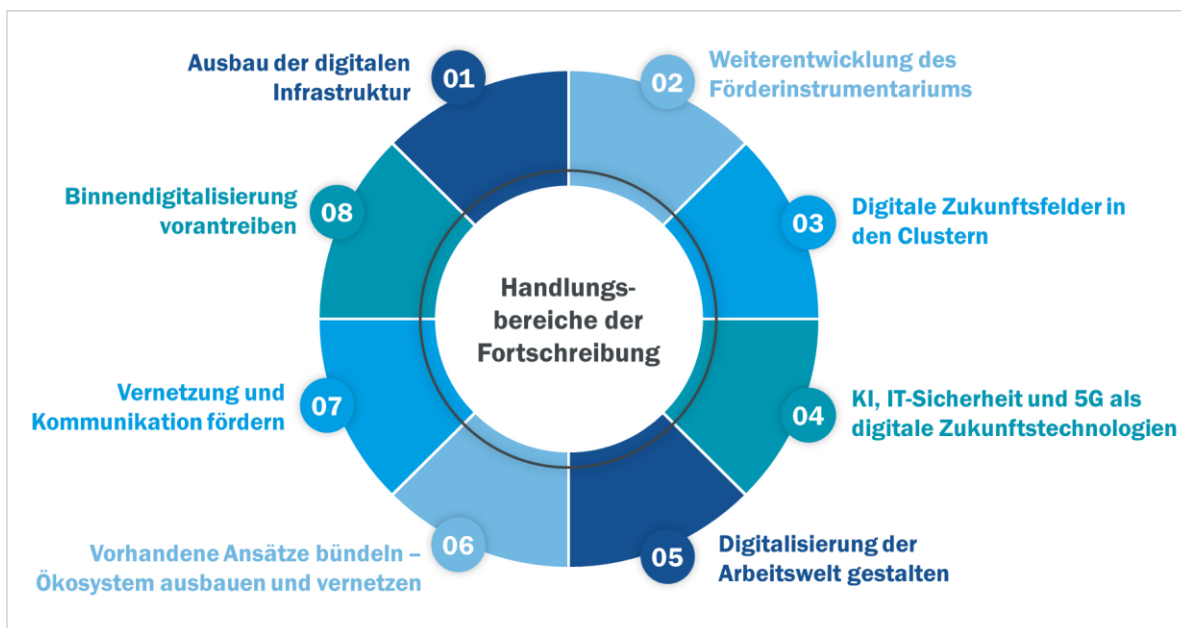 Ausbau der digitalen
Infrastruktur
01
02
Weiterentwicklung des
Förderinstrumentariums
03
Digitale Zukunftsfelder in
den Clustern
04
KI, IT-Sicherheit und 5G als
digitale Zukunftstechnologien
05
Digitalisierung der
Arbeitswelt gestalten
06
Vorhandene Ansätze bündeln –
Ökosystem ausbauen und vernetzen
07
Vernetzung und
Kommunikation fördern
08
Binnendigitalisierung
vorantreiben
Handlungs-
bereiche der
Fortschreibung